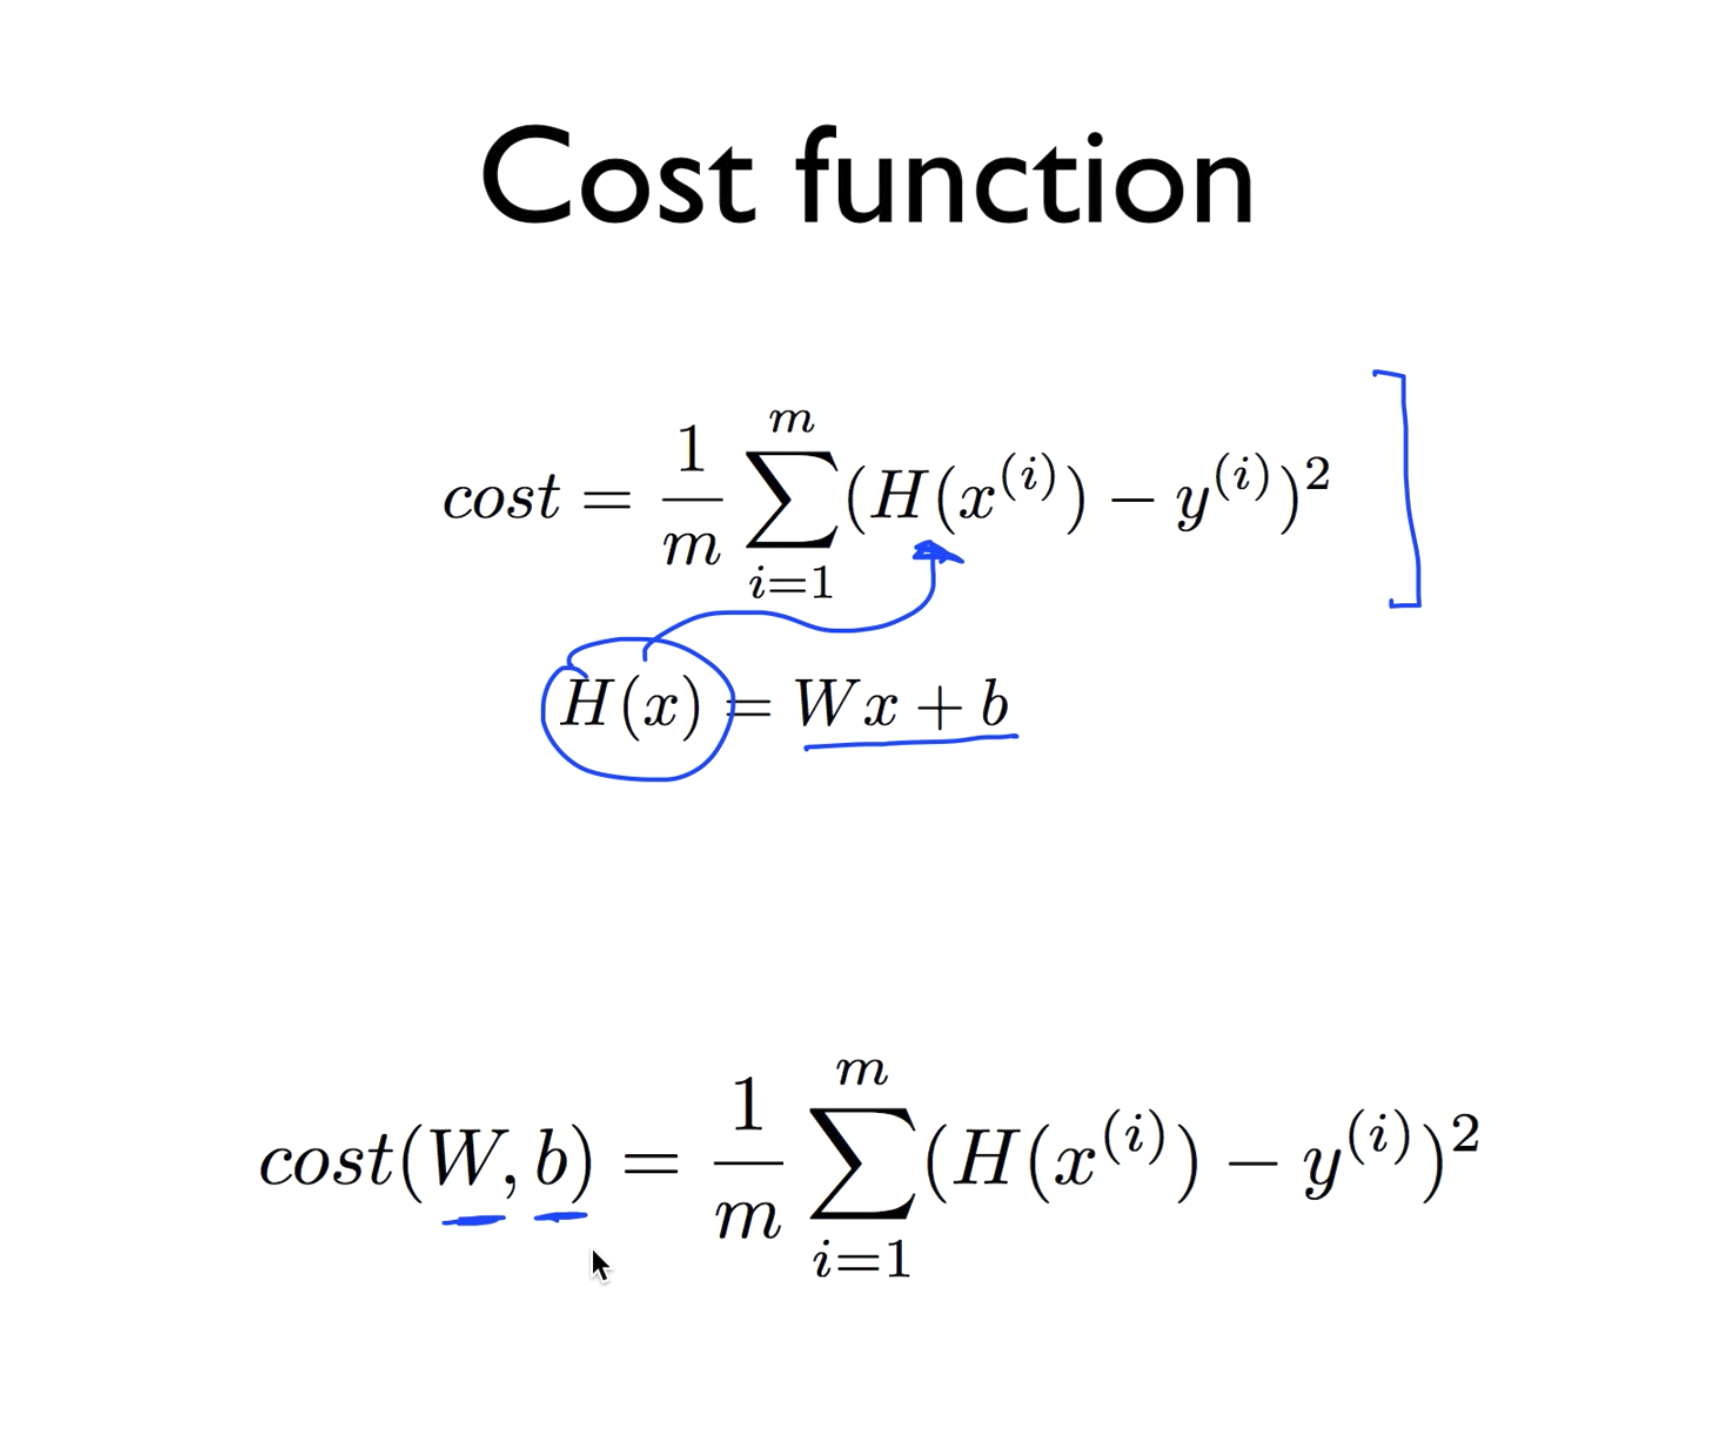 Cost function
cost = \frac{1}{m} \sum_{i=1}^{m} (H(x^{(i)}) - y^{(i)})^2
H(x) = Wx + b
cost(W, b) = \frac{1}{m} \sum_{i=1}^{m} (H(x^{(i)}) - y^{(i)})^2